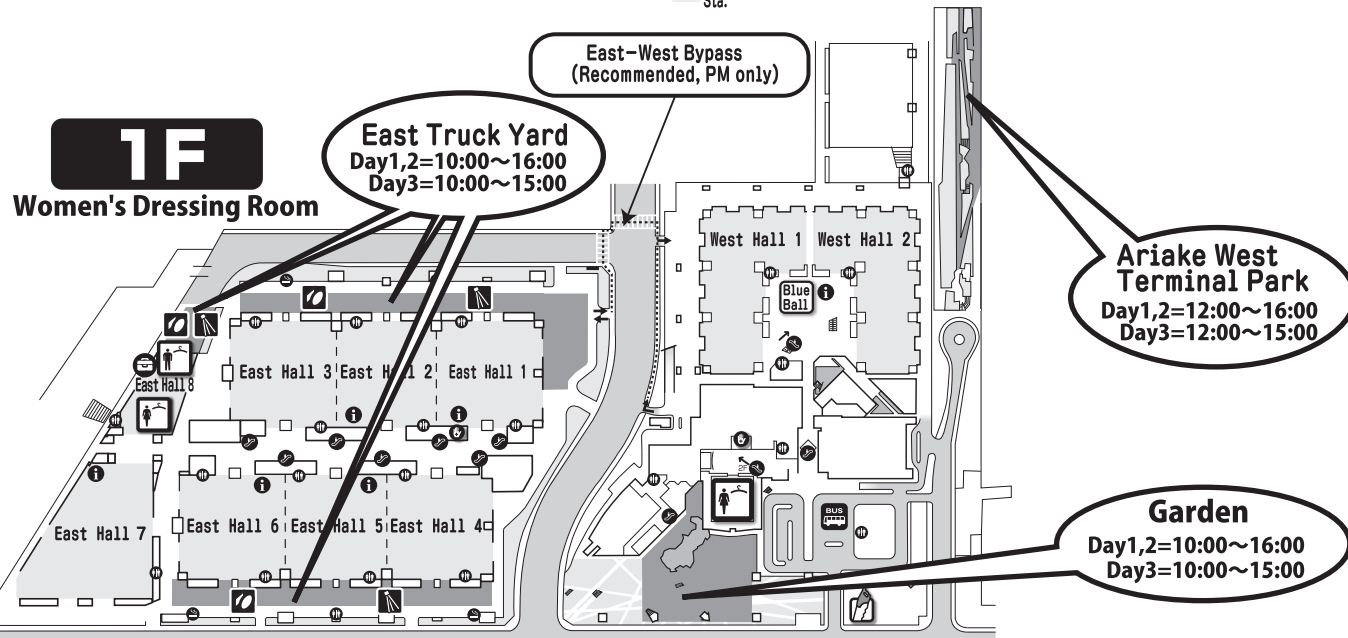 Sta.
East-West Bypass
(Recommended, PM only)
1F
Women's Dressing Room
East Truck Yard
Day1,2=10:00～16:00
Day3=10:00～15:00
West Hall 1
West Hall 2
Blue
Ball
Ariake West
Terminal Park
Day1,2=12:00～16:00
Day3=12:00～15:00
East Hall 3
East Hall 2
East Hall 1
East Hall 8
2F
East Hall 7
East Hall 6
East Hall 5
East Hall 4
BUS
Garden
Day1,2=10:00～16:00
Day3=10:00～15:00